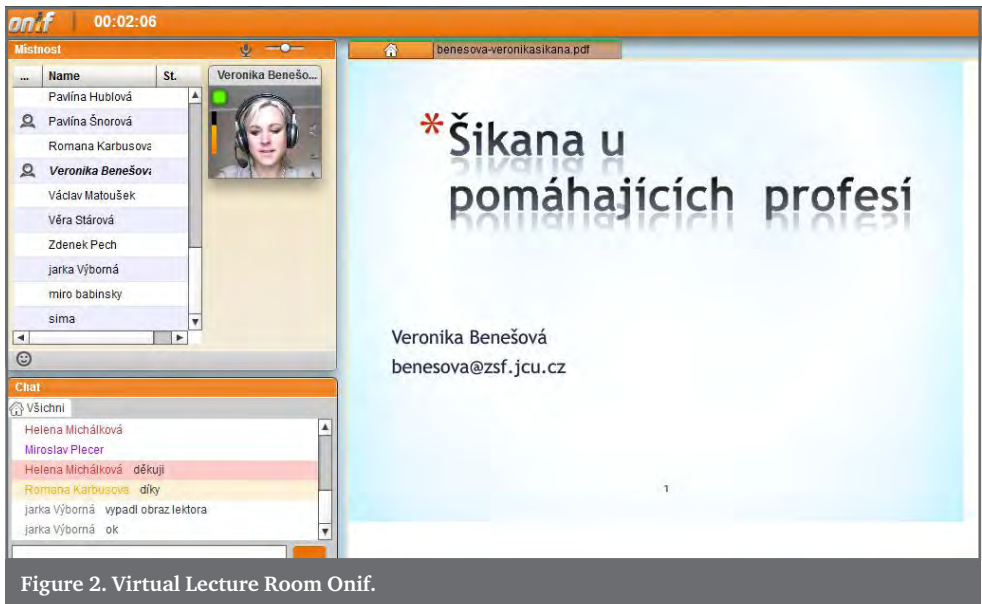 onif 00:02:06
Místnost
... Name St.
Pavlína Hublová
Pavlína Šnorová
Romana Karbusova
Veronika Benešová
Václav Matoušek
Věra Stárová
Zdenek Pech
jarka Výborná
miro babinsky
sima
Veronika Benešo...
Chat
Všichni
Helena Michálková
Miroslav Plecer
Helena Michálková děkuji
Romana Karbusova díky
jarka Výborná vypadl obraz lektora
jarka Výborná ok
benesova-veronikasikana.pdf
*Šikana u
pomáhajících profesí
Veronika Benešová
benesova@zsf.jcu.cz
1
Figure 2. Virtual Lecture Room Onif.